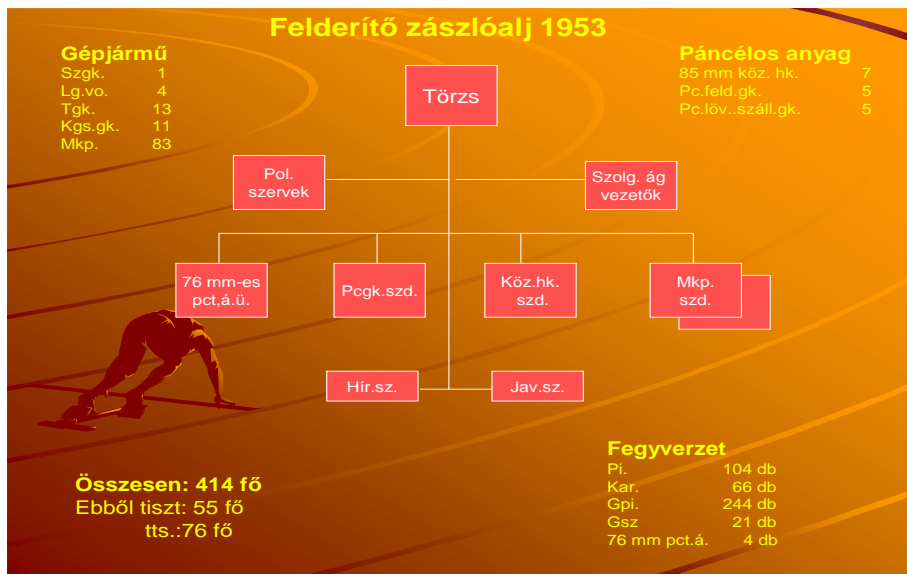 Felderítő zászlóalj 1953
Gépjármű
Szgk. 1
Lg.vo. 4
Tgk. 13
Kgs.gk. 11
Mkp. 83
Páncélos anyag
85 mm köz. hk. 7
Pc.feld.gk. 5
Pc.löv..száll.gk. 5
Törzs
Pol.
szervek
Szolg. ág
vezetők
76 mm-es
pct,á.ü.
Pcgk.szd.
Köz.hk.
szd.
Mkp.
szd.
Hír.sz.
Jav.sz.
Összesen: 414 fő
Ebből tiszt: 55 fő
tts.:76 fő
Fegyverzet
Pi. 104 db
Kar. 66 db
Gpi. 244 db
Gsz 21 db
76 mm pct.á. 4 db